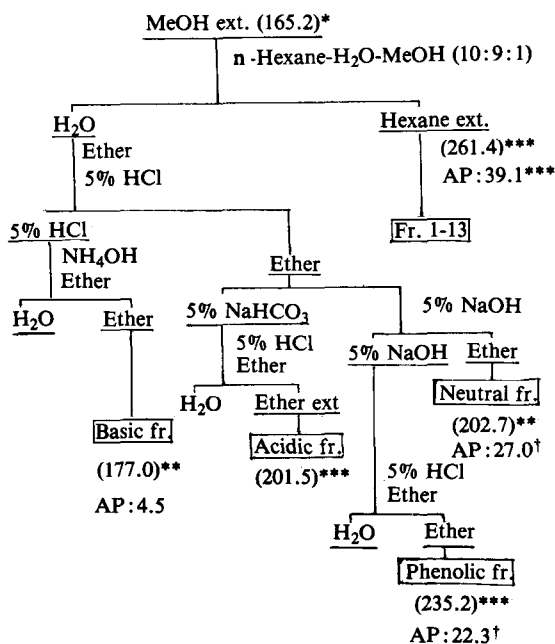 MeOH ext. (165.2)*
n-Hexane-H₂O-MeOH (10:9:1)
H₂O
Ether
5% HCl
Hexane ext.
(261.4)***
AP:39.1***
Fr. 1-13
5% HCl
NH₄OH
Ether
H₂O
Ether
Basic fr.
(177.0)**
AP:4.5
Ether
5% NaHCO₃
5% HCl
Ether
H₂O
Ether ext
Acidic fr.
(201.5)***
5% NaOH
5% NaOH
Ether
Neutral fr.
(202.7)**
AP:27.0†
5% HCl
Ether
H₂O
Ether
Phenolic fr.
(235.2)***
AP:22.3†